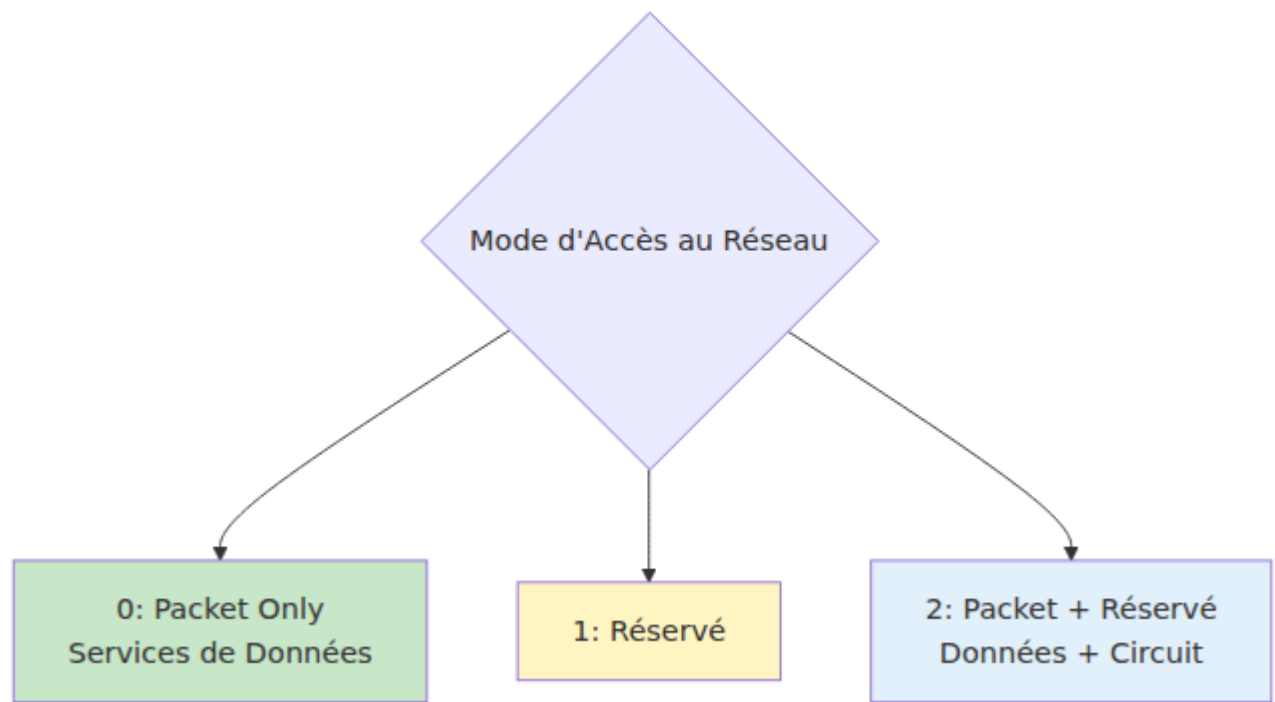 Mode d'Accès au Réseau
0: Packet Only
Services de Données
1: Réservé
2: Packet + Réservé
Données + Circuit